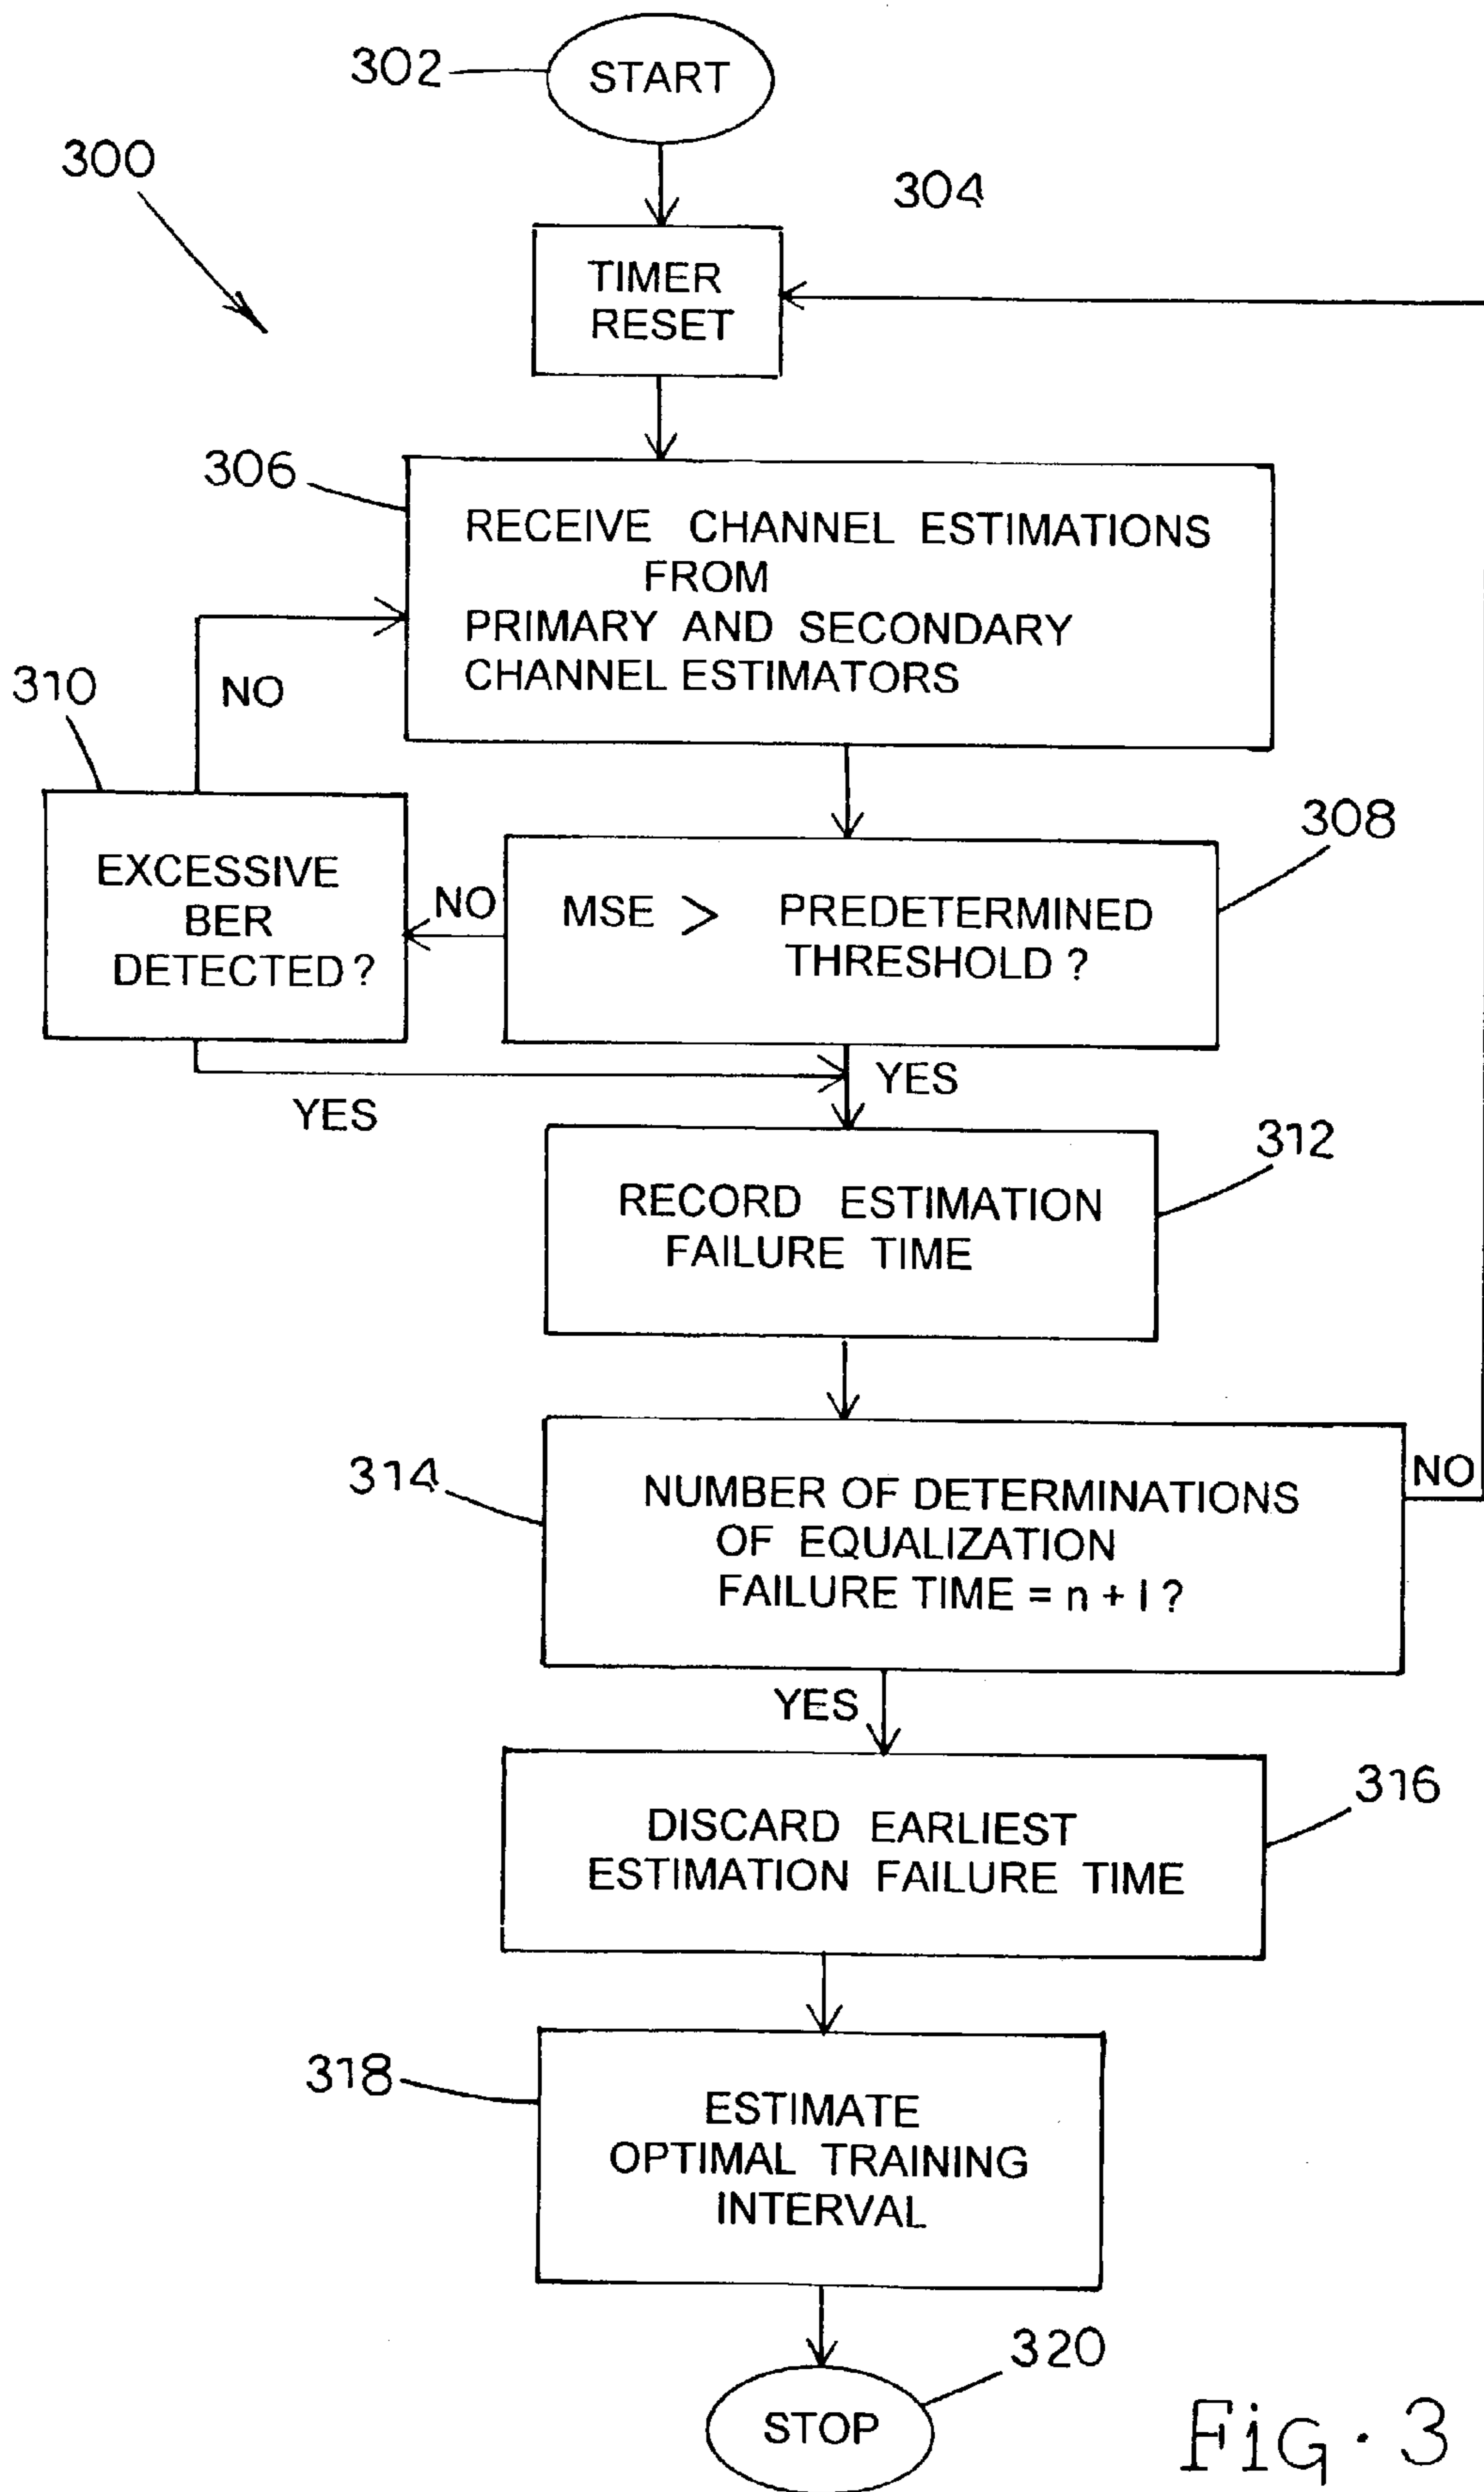 302
START
300
304
TIMER
RESET
306
RECEIVE CHANNEL ESTIMATIONS
FROM
PRIMARY AND SECONDARY
CHANNEL ESTIMATORS
310
NO
308
EXCESSIVE
BER
DETECTED?
NO
MSE > PREDETERMINED
THRESHOLD?
YES
YES
312
RECORD ESTIMATION
FAILURE TIME
314
NUMBER OF DETERMINATIONS
OF EQUALIZATION
FAILURE TIME = n + 1?
NO
YES
316
DISCARD EARLIEST
ESTIMATION FAILURE TIME
318
ESTIMATE
OPTIMAL TRAINING
INTERVAL
320
STOP
Fig. 3